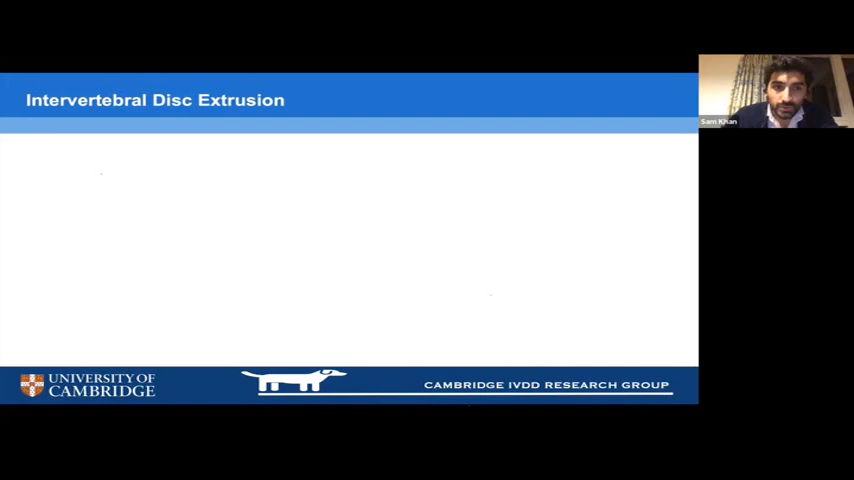 Intervertebral Disc Extrusion
Sam Khan
UNIVERSITY OF
CAMBRIDGE
CAMBRIDGE IVDD RESEARCH GROUP